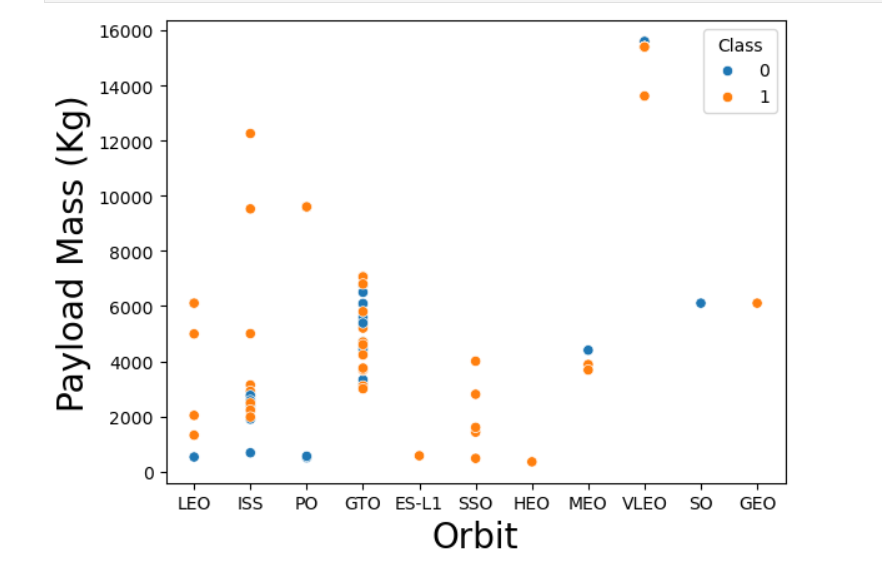 16000
14000
12000
10000
8000
6000
4000
2000
0
Payload Mass (Kg)
Class
0
1
LEO ISS PO GTO ES-L1 SSO HEO MEO VLEO SO GEO
Orbit